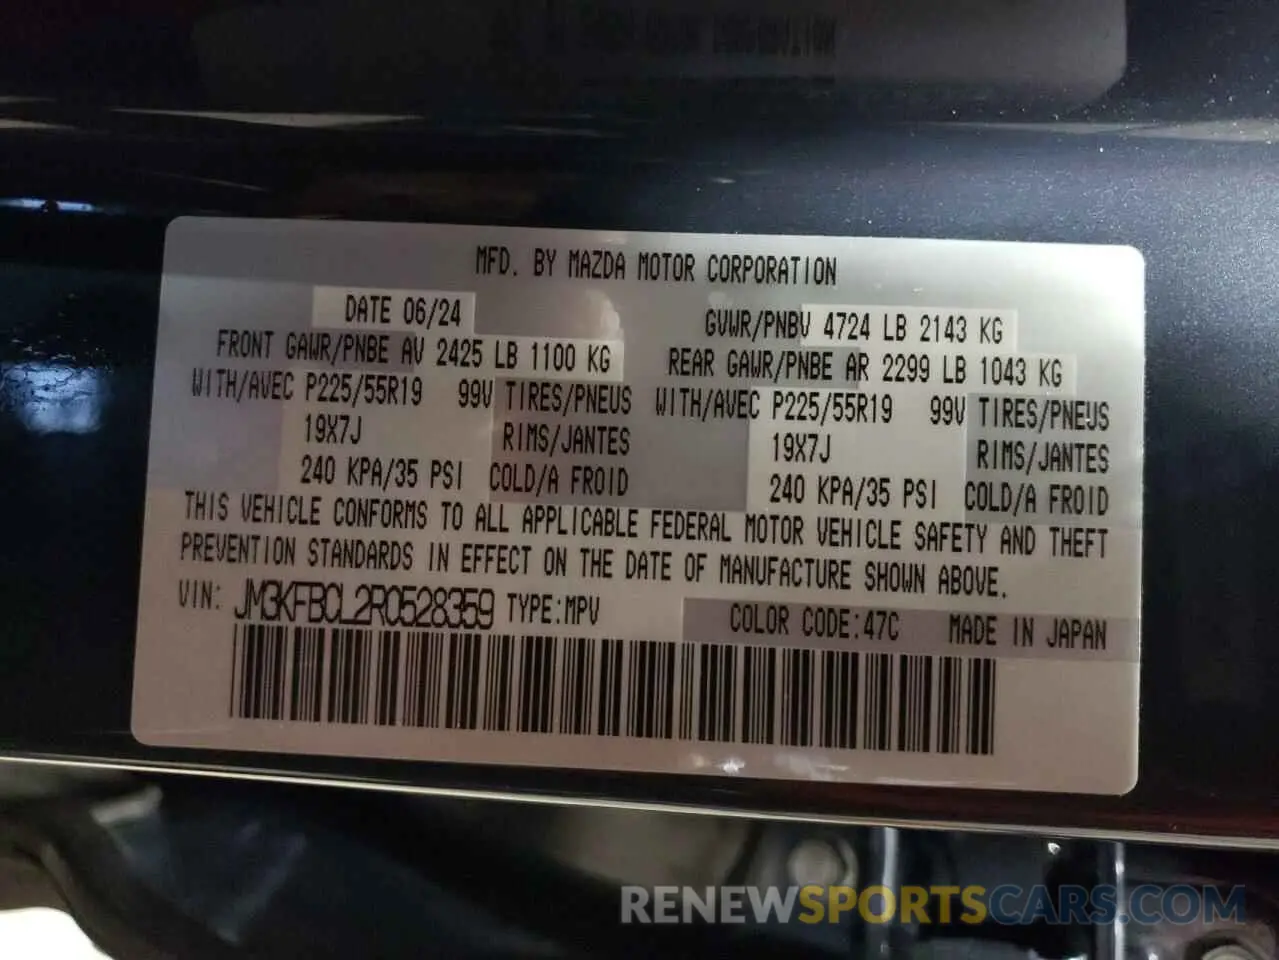 MFD. BY MAZDA MOTOR CORPORATION
DATE 06/24
GVWR/PNBV 4724 LB 2143 KG
FRONT GAWR/PNBE AV 2425 LB 1100 KG
REAR GAWR/PNBE AR 2299 LB 1043 KG
WITH/AVEC P225/55R19 99V TIRES/PNEUS
WITH/AVEC P225/55R19 99V TIRES/PNEUS
19X7J RIMS/JANTES
19X7J RIMS/JANTES
240 KPA/35 PSI COLD/A FROID
240 KPA/35 PSI COLD/A FROID
THIS VEHICLE CONFORMS TO ALL APPLICABLE FEDERAL MOTOR VEHICLE SAFETY AND THEFT
PREVENTION STANDARDS IN EFFECT ON THE DATE OF MANUFACTURE SHOWN ABOVE.
VIN: JM3KFBCL2R0528359 TYPE:MPV
COLOR CODE:47C MADE IN JAPAN
RENEWSPORTSCARS.COM